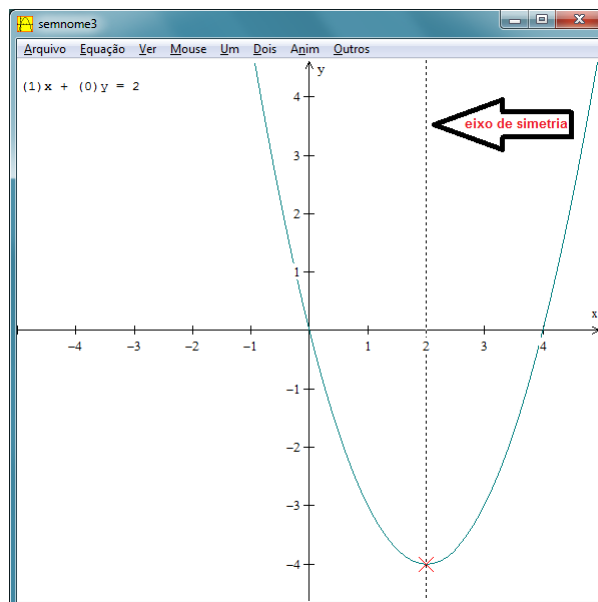 semnome3
Arquivo Equação Ver Mouse Um Dois Anim Outros
(1)x + (0)y = 2
y
eixo de simetria
4
3
2
1
x
−4 −3 −2 −1 1 2 3 4
−1
−2
−3
−4